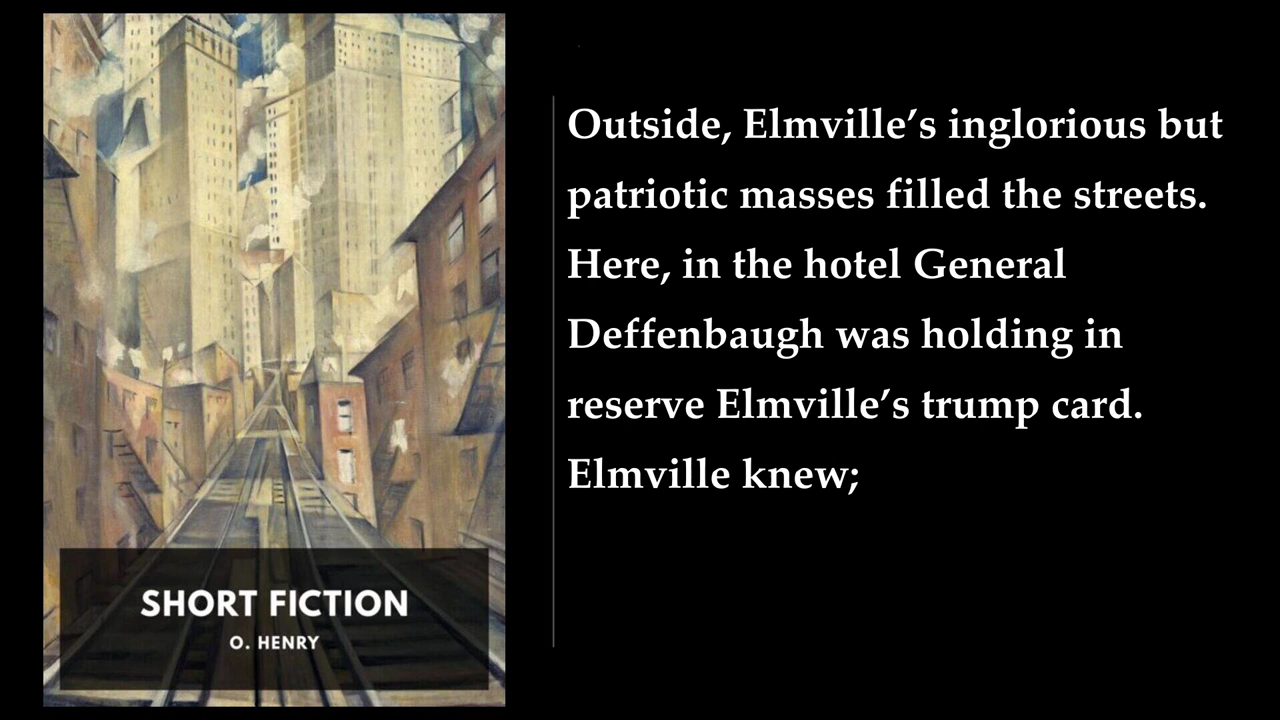 SHORT FICTION
O. HENRY
Outside, Elmville’s inglorious but
patriotic masses filled the streets.
Here, in the hotel General
Deffenbaugh was holding in
reserve Elmville’s trump card.
Elmville knew;